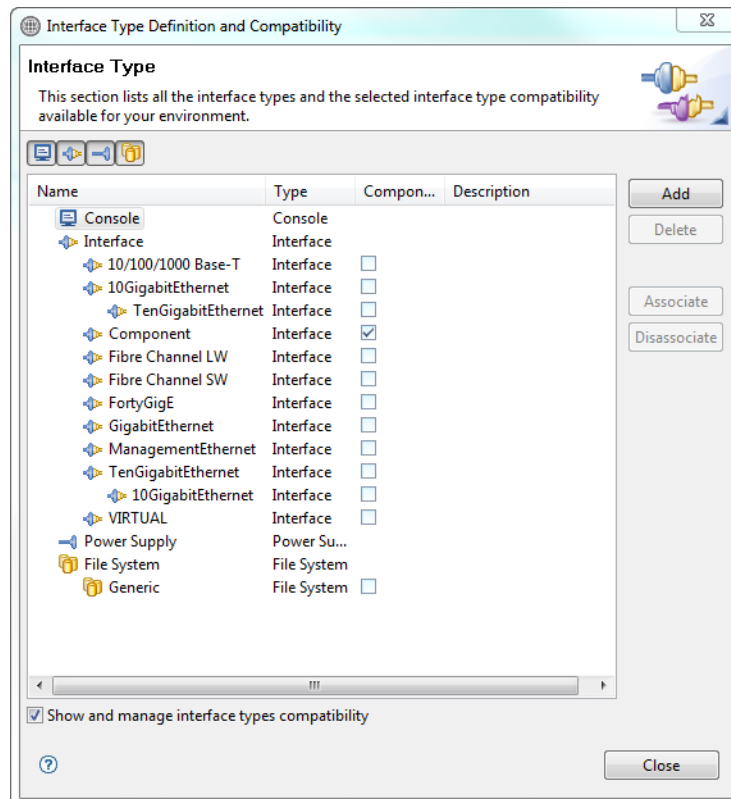 Interface Type Definition and Compatibility
Interface Type
This section lists all the interface types and the selected interface type compatibility
available for your environment.
Name Type Compon... Description
Console Console
Interface Interface
10/100/1000 Base-T Interface
10GigabitEthernet Interface
TenGigabitEthernet Interface
Component Interface
Fibre Channel LW Interface
Fibre Channel SW Interface
FortyGigE Interface
GigabitEthernet Interface
ManagementEthernet Interface
TenGigabitEthernet Interface
10GigabitEthernet Interface
VIRTUAL Interface
Power Supply Power Su...
File System File System
Generic File System
Add
Delete
Associate
Disassociate
Show and manage interface types compatibility
?
Close